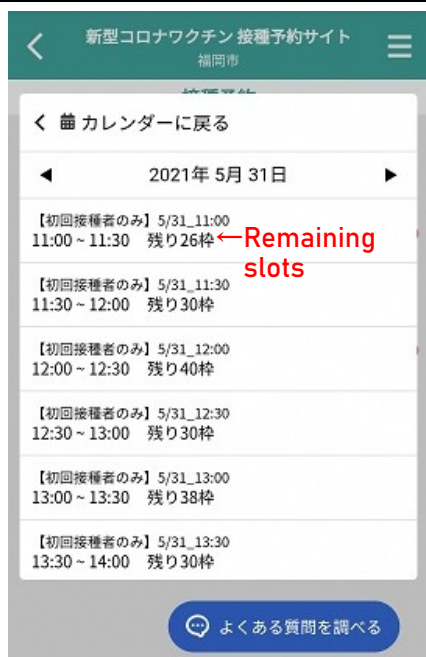 新型コロナワクチン 接種予約サイト
福岡市
カレンダーに戻る
2021年 5月 31日
【初回接種者のみ】5/31_11:00
11:00 ~ 11:30 残り26枠←Remaining slots
【初回接種者のみ】5/31_11:30
11:30 ~ 12:00 残り30枠
【初回接種者のみ】5/31_12:00
12:00 ~ 12:30 残り40枠
【初回接種者のみ】5/31_12:30
12:30 ~ 13:00 残り30枠
【初回接種者のみ】5/31_13:00
13:00 ~ 13:30 残り38枠
【初回接種者のみ】5/31_13:30
13:30 ~ 14:00 残り30枠
よくある質問を調べる